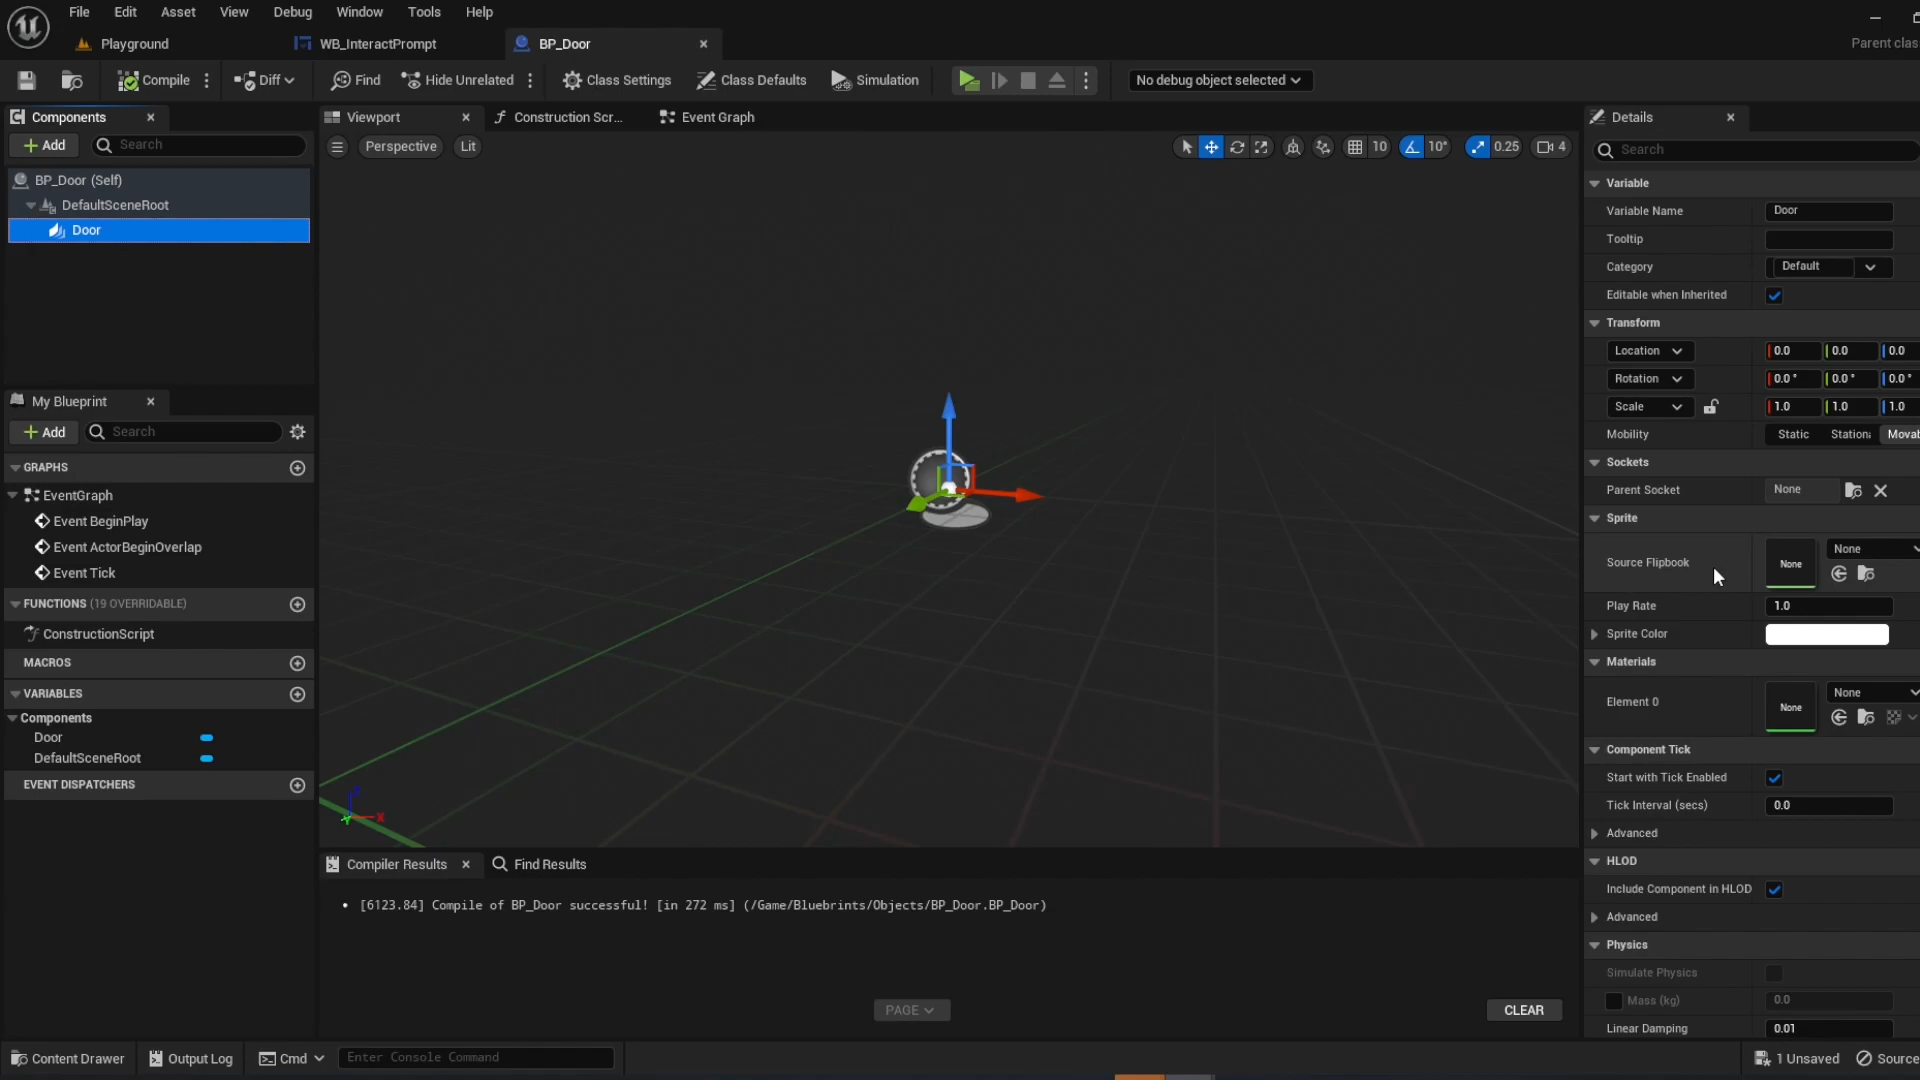 File Edit Asset View Debug Window Tools Help
Playground WB_InteractPrompt BP_Door Parent clas
Compile Diff Find Hide Unrelated Class Settings Class Defaults Simulation No debug object selected
Components Viewport Construction Scr... Event Graph Details
Add Search Perspective Lit 10 10° 0.25 4 Search
BP_Door (Self)
DefaultSceneRoot
Door
My Blueprint
Add Search
GRAPHS
EventGraph
Event BeginPlay
Event ActorBeginOverlap
Event Tick
FUNCTIONS (19 OVERRIDABLE)
ConstructionScript
MACROS
VARIABLES
Components
Door
DefaultSceneRoot
EVENT DISPATCHERS
Z
X
Y
Variable
Variable Name Door
Tooltip
Category Default
Editable when Inherited
Transform
Location 0.0 0.0 0.0
Rotation 0.0° 0.0° 0.0°
Scale 1.0 1.0 1.0
Mobility Static Stationa Movab
Sockets
Parent Socket None
Sprite
Source Flipbook None None
Play Rate 1.0
Sprite Color
Materials
Element 0 None None
Component Tick
Start with Tick Enabled
Tick Interval (secs) 0.0
Advanced
HLOD
Include Component in HLOD
Advanced
Physics
Simulate Physics
Mass (kg) 0.0
Linear Damping 0.01
Compiler Results Find Results
[6123.84] Compile of BP_Door successful! [in 272 ms] (/Game/Bluebrints/Objects/BP_Door.BP_Door)
PAGE CLEAR
Content Drawer Output Log Cmd Enter Console Command 1 Unsaved Source